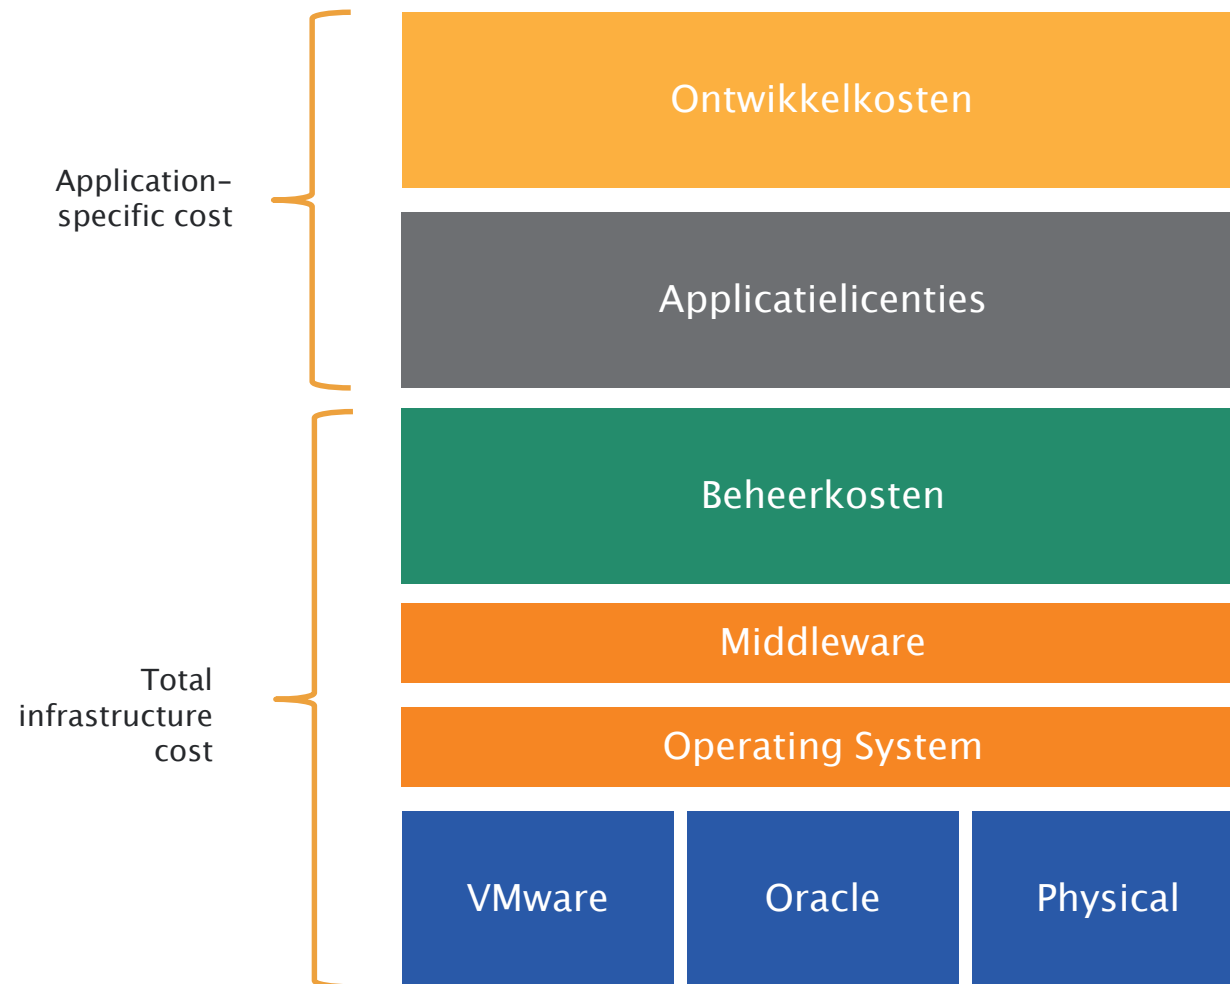 Ontwikkelkosten
Application-
specific cost
Applicatielicenties
Beheerkosten
Middleware
Total
infrastructure
cost
Operating System
VMware
Oracle
Physical